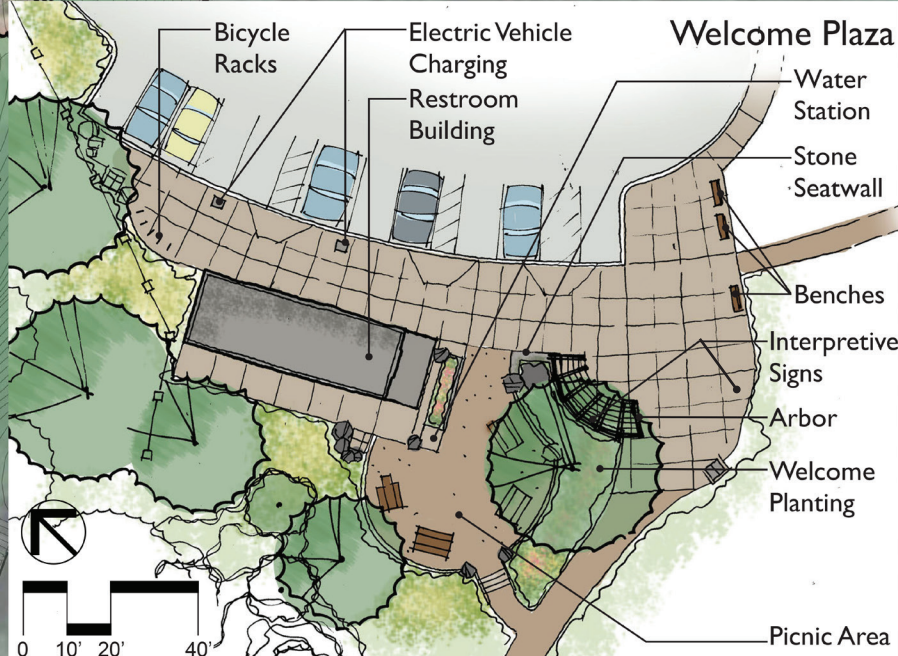 Welcome Plaza
Bicycle
Racks
Electric Vehicle
Charging
Restroom
Building
Water
Station
Stone
Seatwall
Benches
Interpretive
Signs
Arbor
Welcome
Planting
Picnic Area
0 10' 20' 40'